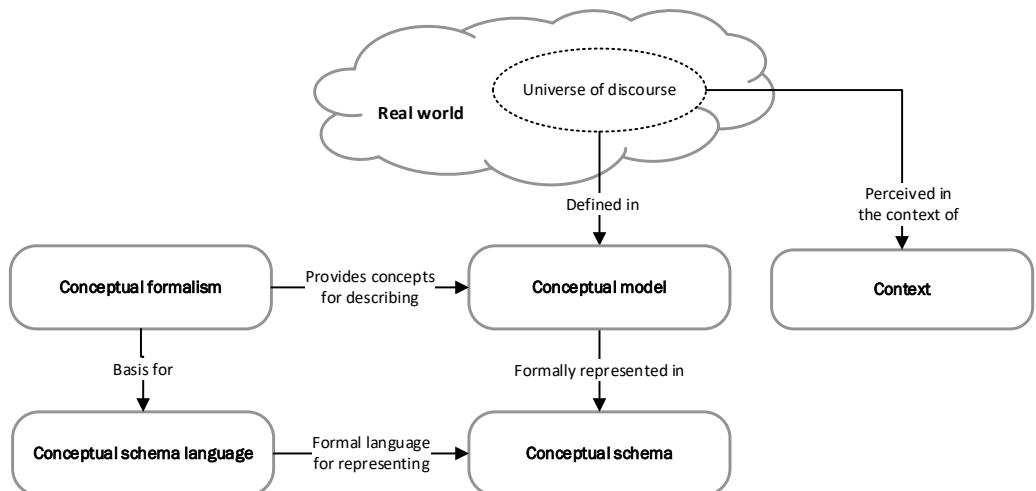 Universe of discourse
Real world
Defined in
Perceived in
the context of
Conceptual formalism
Provides concepts
for describing
Conceptual model
Context
Basis for
Formally represented in
Conceptual schema language
Formal language
for representing
Conceptual schema